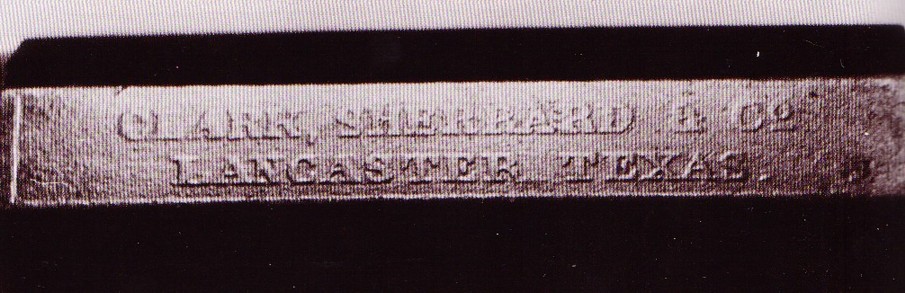 CLARK, SHERRARD & Co
LANCASTER TEXAS.